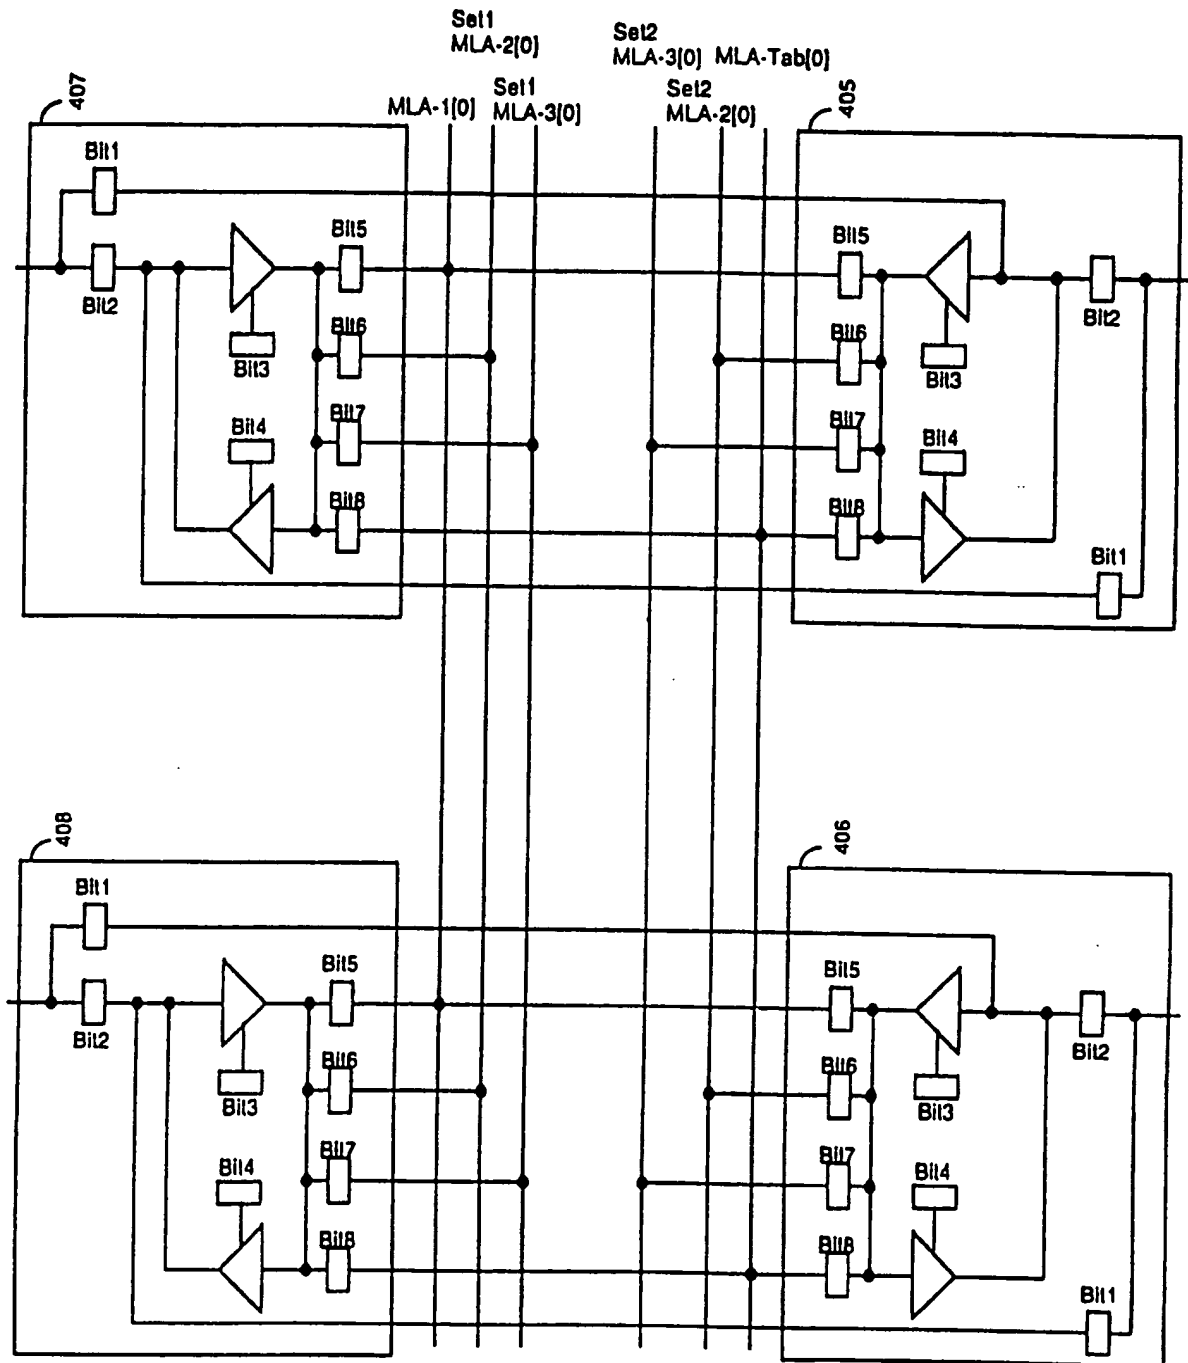 Set1
MLA-2[0]
Set2
MLA-3[0] MLA-Tab[0]
MLA-1[0]
Set1
MLA-3[0]
Set2
MLA-2[0]
407
Bit1
Bit2
Bit3
Bit4
Bit5
Bit6
Bit7
Bit8
405
Bit5
Bit6
Bit7
Bit8
Bit3
Bit4
Bit2
Bit1
408
Bit1
Bit2
Bit3
Bit4
Bit5
Bit6
Bit7
Bit8
406
Bit5
Bit6
Bit7
Bit8
Bit3
Bit4
Bit2
Bit1